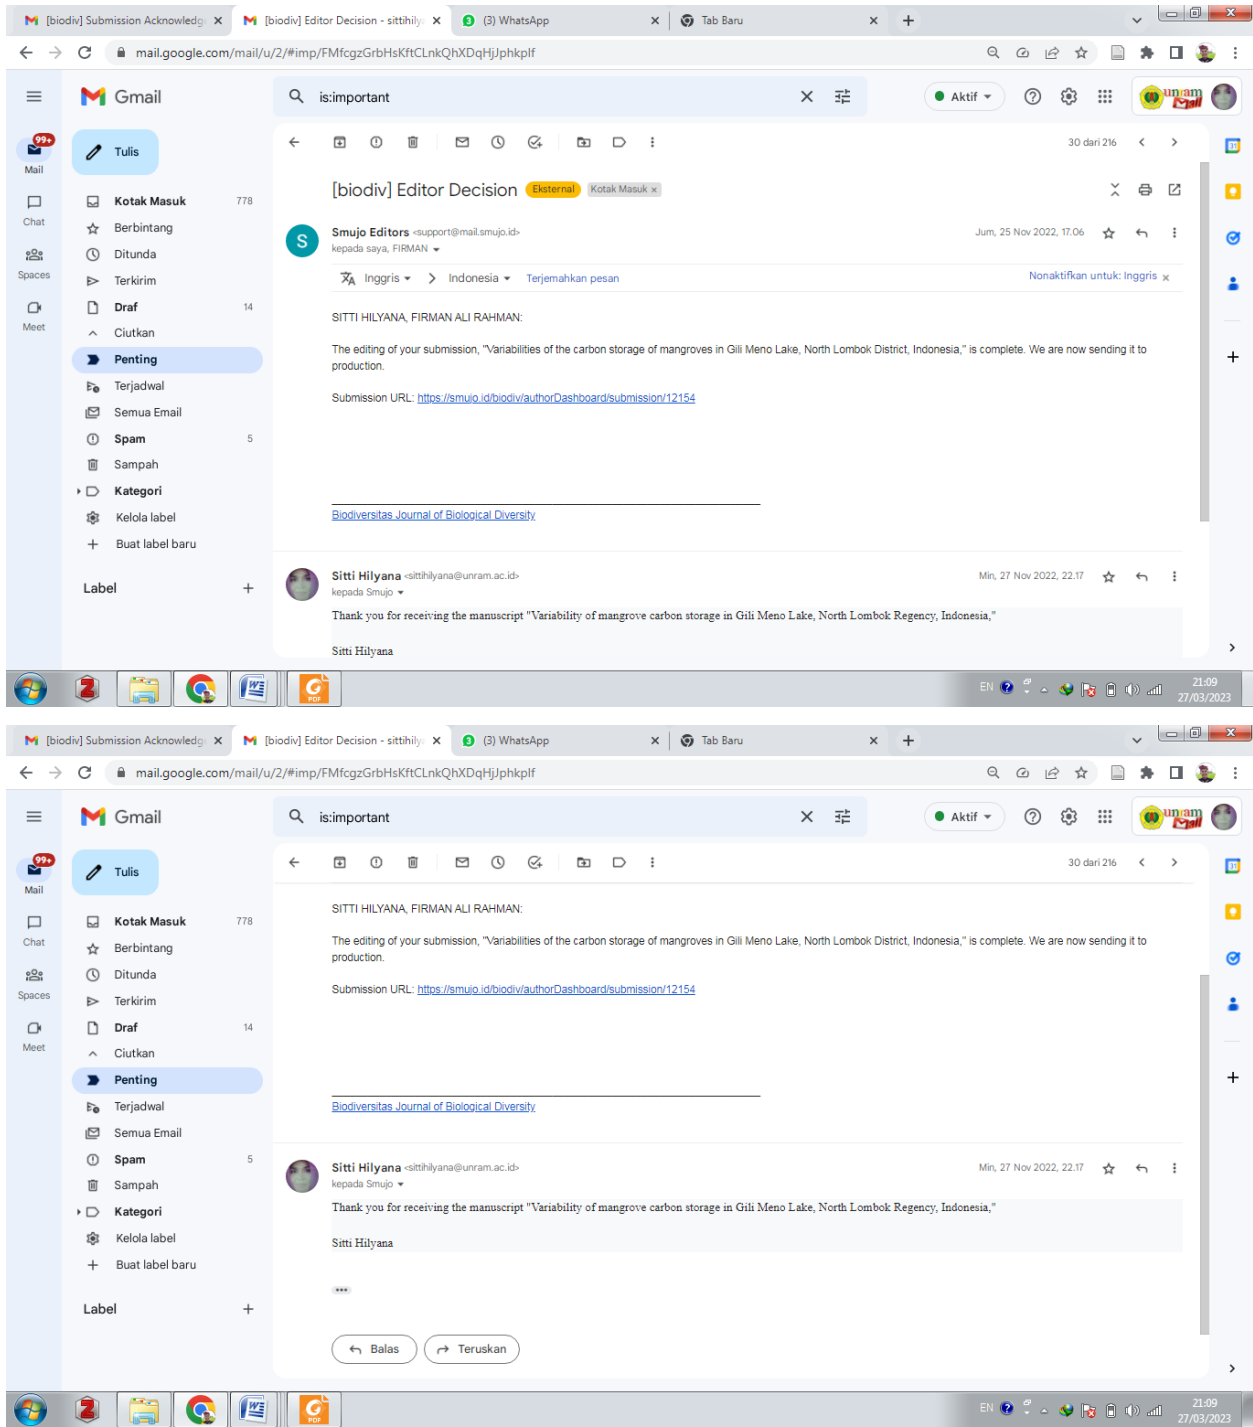 [biodiv] Submission Acknowledg
[biodiv] Editor Decision - sittihily
(3) WhatsApp
Tab Baru
mail.google.com/mail/u/2/#imp/FMfcgzGrbHsKftCLnkQhXDqHjJphkplf
Gmail
is:important
Aktif
unram
Mail
99+
Mail
Chat
Spaces
Meet
Tulis
Kotak Masuk 778
Berbintang
Ditunda
Terkirim
Draf 14
Ciutkan
Penting
Terjadwal
Semua Email
Spam 5
Sampah
Kategori
Kelola label
Buat label baru
Label
30 dari 216
[biodiv] Editor Decision Eksternal Kotak Masuk x
Smujo Editors <support@mail.smujo.id> Jum, 25 Nov 2022, 17.06
kepada saya, FIRMAN
Inggris > Indonesia Terjemahkan pesan Nonaktifkan untuk: Inggris x
SITTI HILYANA, FIRMAN ALI RAHMAN:
The editing of your submission, "Variabilities of the carbon storage of mangroves in Gili Meno Lake, North Lombok District, Indonesia," is complete. We are now sending it to
production.
Submission URL: https://smujo.id/biodiv/authorDashboard/submission/12154
Biodiversitas Journal of Biological Diversity
Sitti Hilyana <sittihilyana@unram.ac.id> Min, 27 Nov 2022, 22.17
kepada Smujo
Thank you for receiving the manuscript "Variability of mangrove carbon storage in Gili Meno Lake, North Lombok Regency, Indonesia,"
Sitti Hilyana
EN
21:09
27/03/2023
[biodiv] Submission Acknowledg
[biodiv] Editor Decision - sittihily
(3) WhatsApp
Tab Baru
mail.google.com/mail/u/2/#imp/FMfcgzGrbHsKftCLnkQhXDqHjJphkplf
Gmail
is:important
Aktif
unram
Mail
99+
Mail
Chat
Spaces
Meet
Tulis
Kotak Masuk 778
Berbintang
Ditunda
Terkirim
Draf 14
Ciutkan
Penting
Terjadwal
Semua Email
Spam 5
Sampah
Kategori
Kelola label
Buat label baru
Label
30 dari 216
SITTI HILYANA, FIRMAN ALI RAHMAN:
The editing of your submission, "Variabilities of the carbon storage of mangroves in Gili Meno Lake, North Lombok District, Indonesia," is complete. We are now sending it to
production.
Submission URL: https://smujo.id/biodiv/authorDashboard/submission/12154
Biodiversitas Journal of Biological Diversity
Sitti Hilyana <sittihilyana@unram.ac.id> Min, 27 Nov 2022, 22.17
kepada Smujo
Thank you for receiving the manuscript "Variability of mangrove carbon storage in Gili Meno Lake, North Lombok Regency, Indonesia,"
Sitti Hilyana
Balas
Teruskan
EN
21:09
27/03/2023